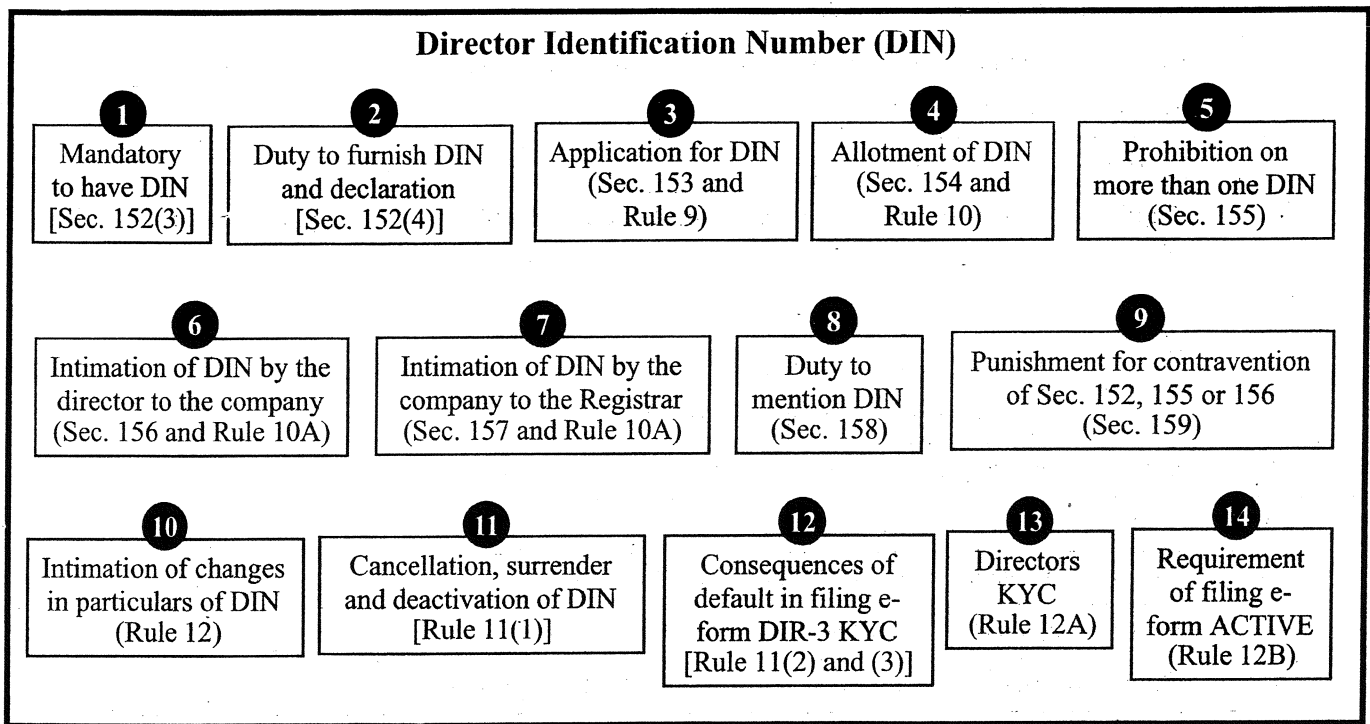 Director Identification Number (DIN)
1
Mandatory
to have DIN
[Sec. 152(3)]
2
Duty to furnish DIN
and declaration
[Sec. 152(4)]
3
Application for DIN
(Sec. 153 and
Rule 9)
4
Allotment of DIN
(Sec. 154 and
Rule 10)
5
Prohibition on
more than one DIN
(Sec. 155)
6
Intimation of DIN by the
director to the company
(Sec. 156 and Rule 10A)
7
Intimation of DIN by the
company to the Registrar
(Sec. 157 and Rule 10A)
8
Duty to
mention DIN
(Sec. 158)
9
Punishment for contravention
of Sec. 152, 155 or 156
(Sec. 159)
10
Intimation of changes
in particulars of DIN
(Rule 12)
11
Cancellation, surrender
and deactivation of DIN
[Rule 11(1)]
12
Consequences of
default in filing e-
form DIR-3 KYC
[Rule 11(2) and (3)]
13
Directors
KYC
(Rule 12A)
14
Requirement
of filing e-
form ACTIVE
(Rule 12B)